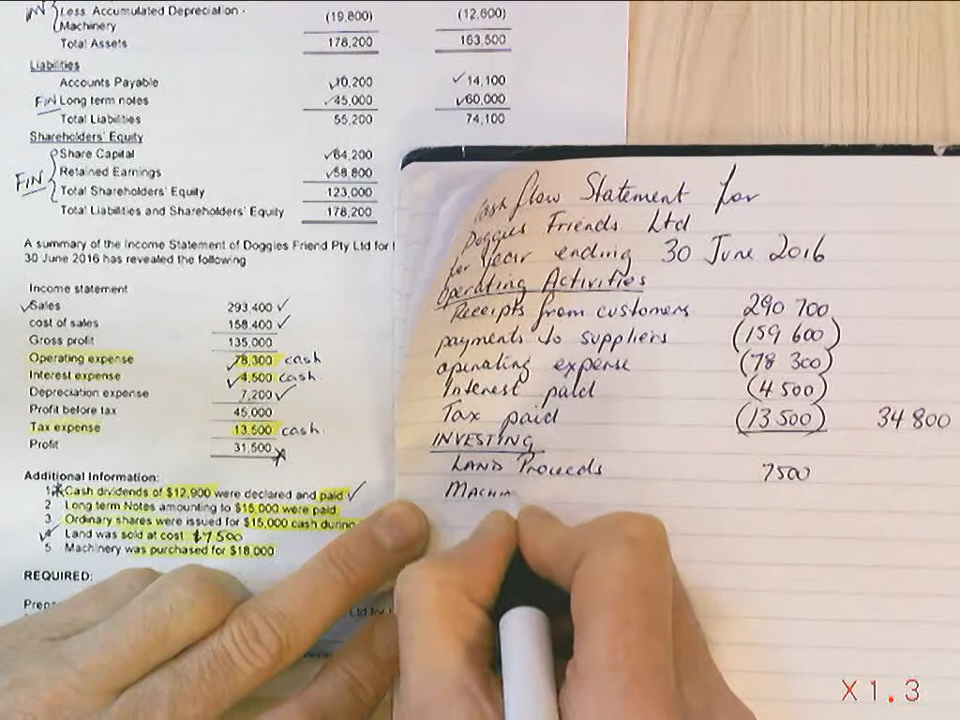 IN Less Accumulated Depreciation - (19,800) (12,600)
Machinery
Total Assets 178,200 163,500
Liabilities
Accounts Payable ✓10,200 ✓14,100
FIN Long term notes ✓45,000 ✓60,000
Total Liabilities 55,200 74,100
Shareholders' Equity
Share Capital ✓64,200
FIN Retained Earnings ✓58,800
Total Shareholders' Equity 123,000
Total Liabilities and Shareholders' Equity 178,200
A summary of the Income Statement of Doggies Friend Pty Ltd for
30 June 2016 has revealed the following
Income statement
✓Sales 293,400 ✓
cost of sales 158,400 ✓
Gross profit 135,000
Operating expense 78,300 cash
Interest expense 4,500 cash.
Depreciation expense 7,200 ✓
Profit before tax 45,000
Tax expense 13,500 cash.
Profit 31,500
Additional Information:
1 Cash dividends of $12,900 were declared and paid ✓
2 Long term Notes amounting to $15,000 were paid
3. Ordinary shares were issued for $15,000 cash during
4 Land was sold at cost $7500
5 Machinery was purchased for $18,000
REQUIRED:
Cash flow Statement for
Doggies Friends Ltd
for Year ending 30 June 2016
Operating Activities
Receipts from customers 290 700
payments to suppliers (159 600)
operating expense (78 300)
Interest paid (4 500)
Tax paid (13 500) 34 800
INVESTING
LAND Proceeds 7500
MACHIN
X1.3